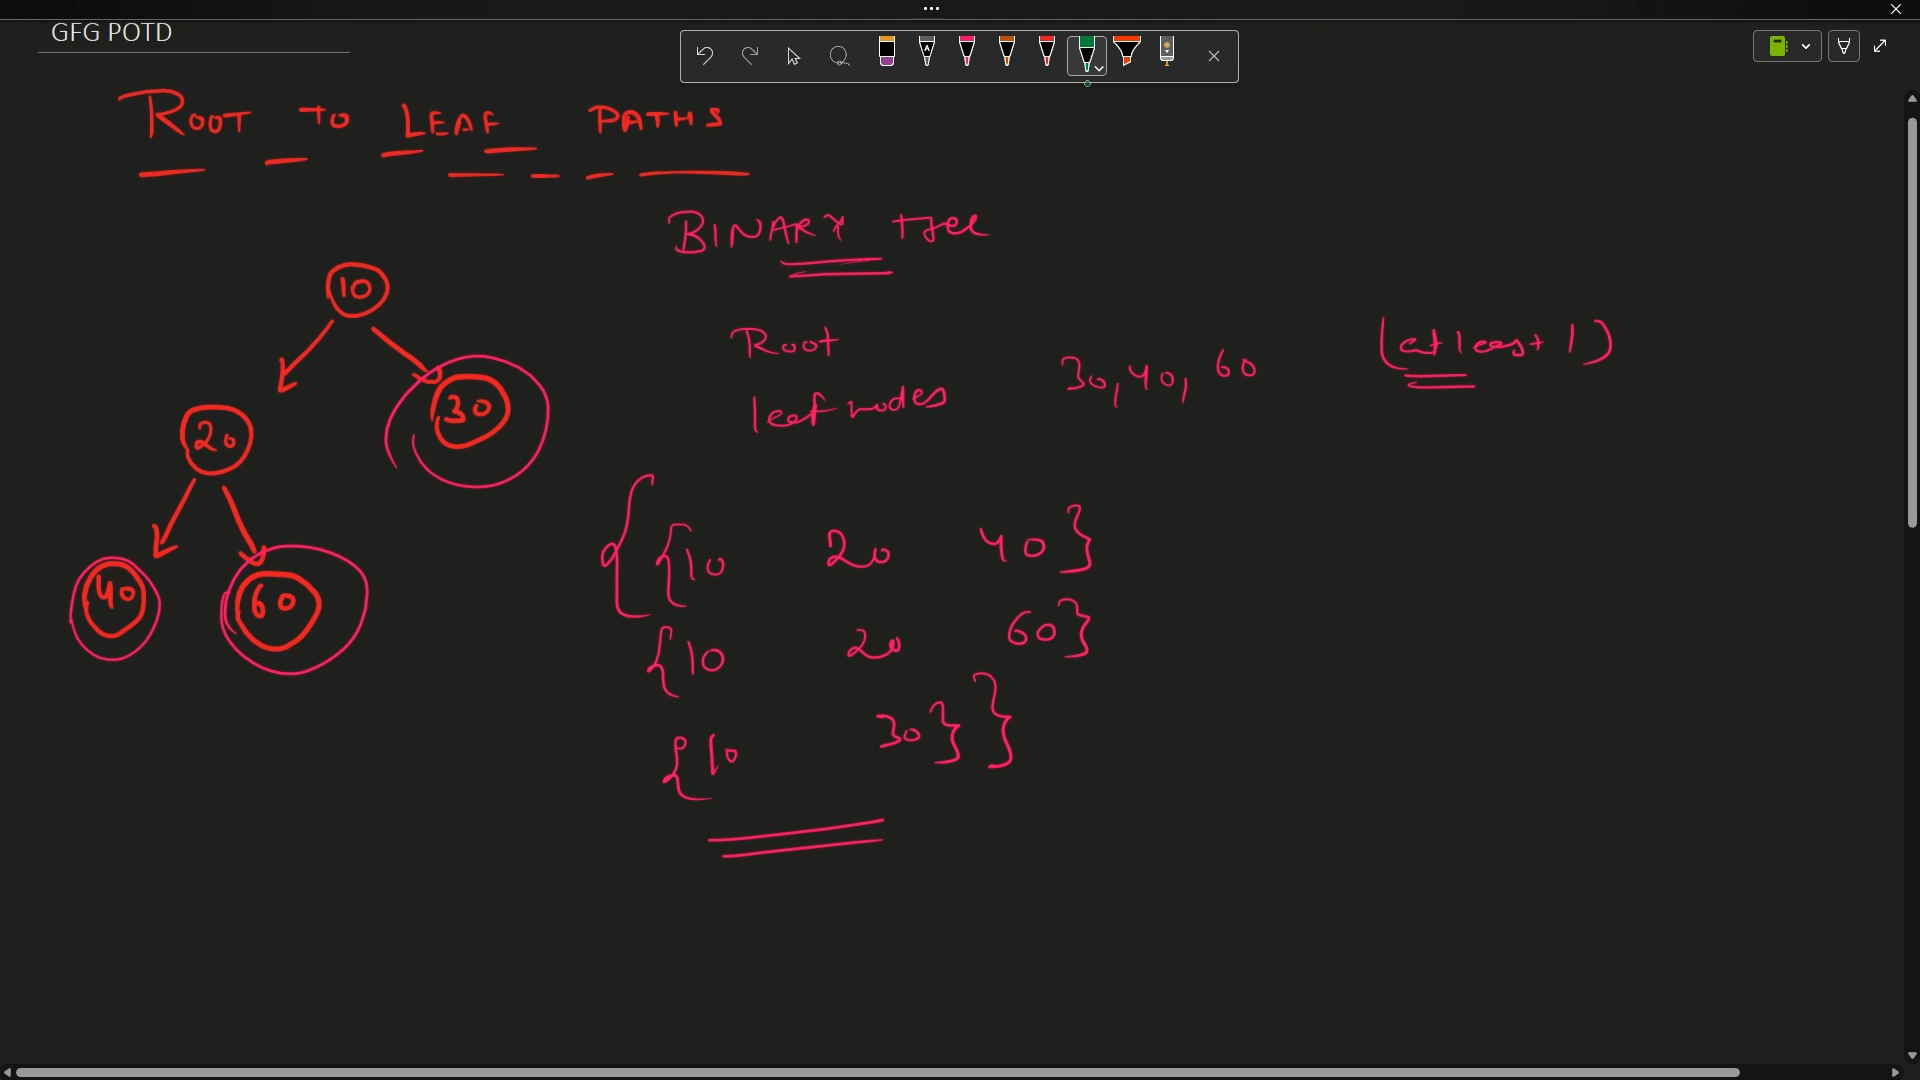 GFG POTD
ROOT TO LEAF PATHS
BINARY tree
10
20
30
40
60
Root
leaf nodes 30, 40, 60 (atleast 1)
{ {10 20 40}
{10 20 60}
{10 30} }